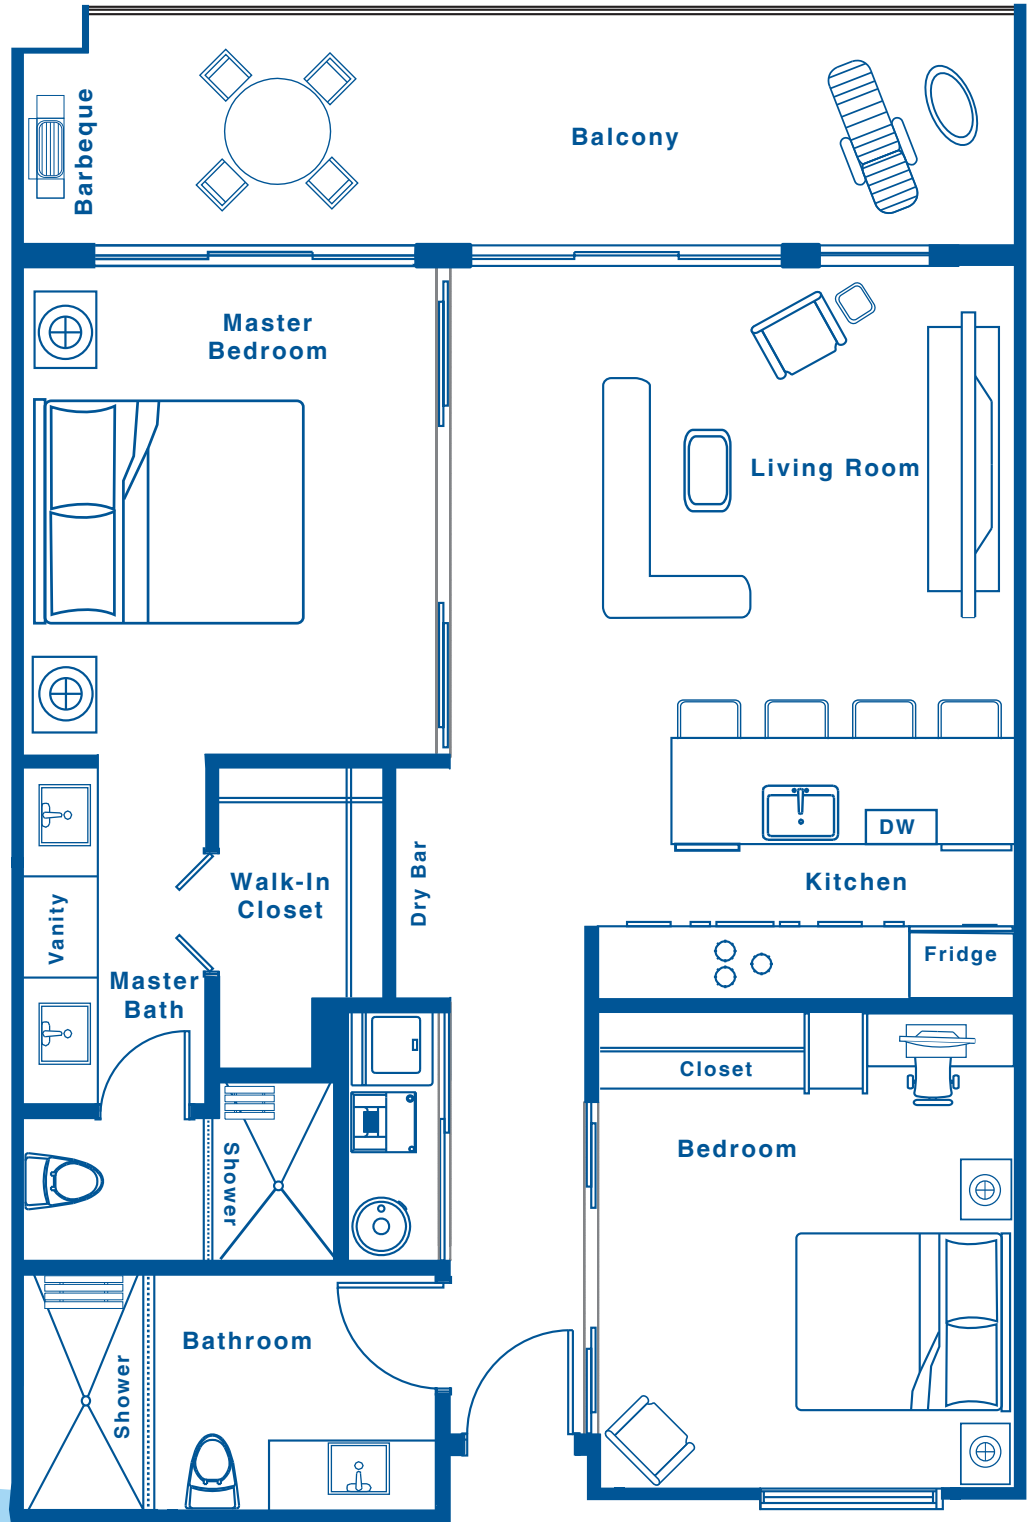 Barbeque
Balcony
Master
Bedroom
Living Room
DW
Kitchen
Walk-In
Closet
Dry Bar
Vanity
Master
Bath
Fridge
Closet
Bedroom
Shower
Bathroom
Shower